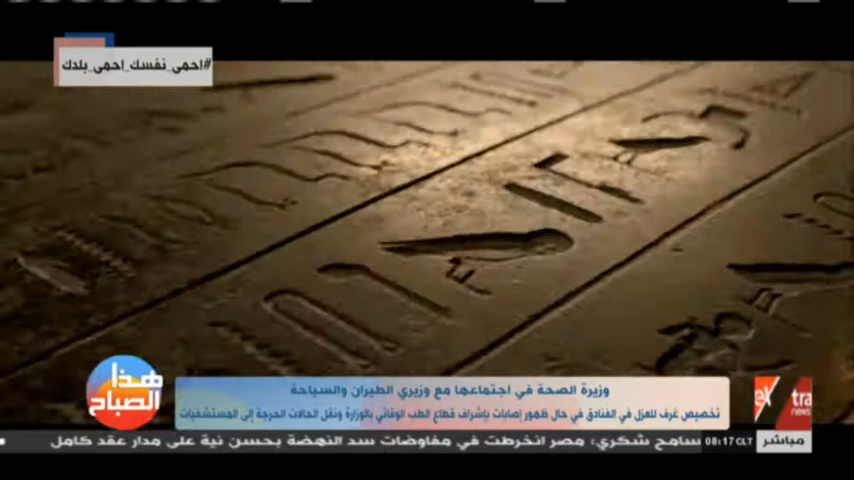 #احمى_نفسك_احمى_بلدك
هذا
الصباح
وزيرة الصحة في اجتماعها مع وزيري الطيران والسياحة
تخصيص غرف للعزل في الفنادق في حال ظهور إصابات بإشراف قطاع الطب الوقائي بالوزارة ونقل الحالات الحرجة إلى المستشفيات
eXtra
news
سامح شكري: مصر انخرطت في مفاوضات سد النهضة بحسن نية على مدار عقد كامل
08:17 CLT
مباشر